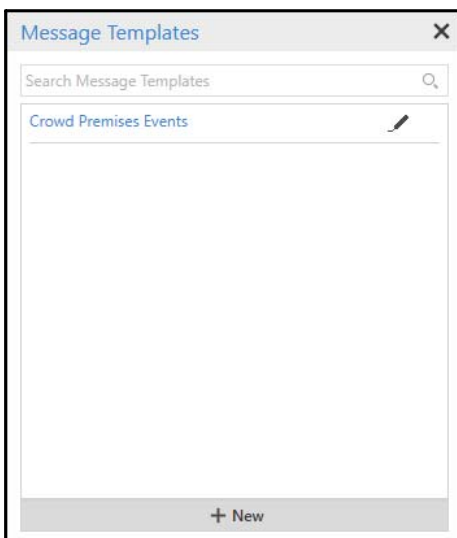 Message Templates
Search Message Templates
Crowd Premises Events
+ New